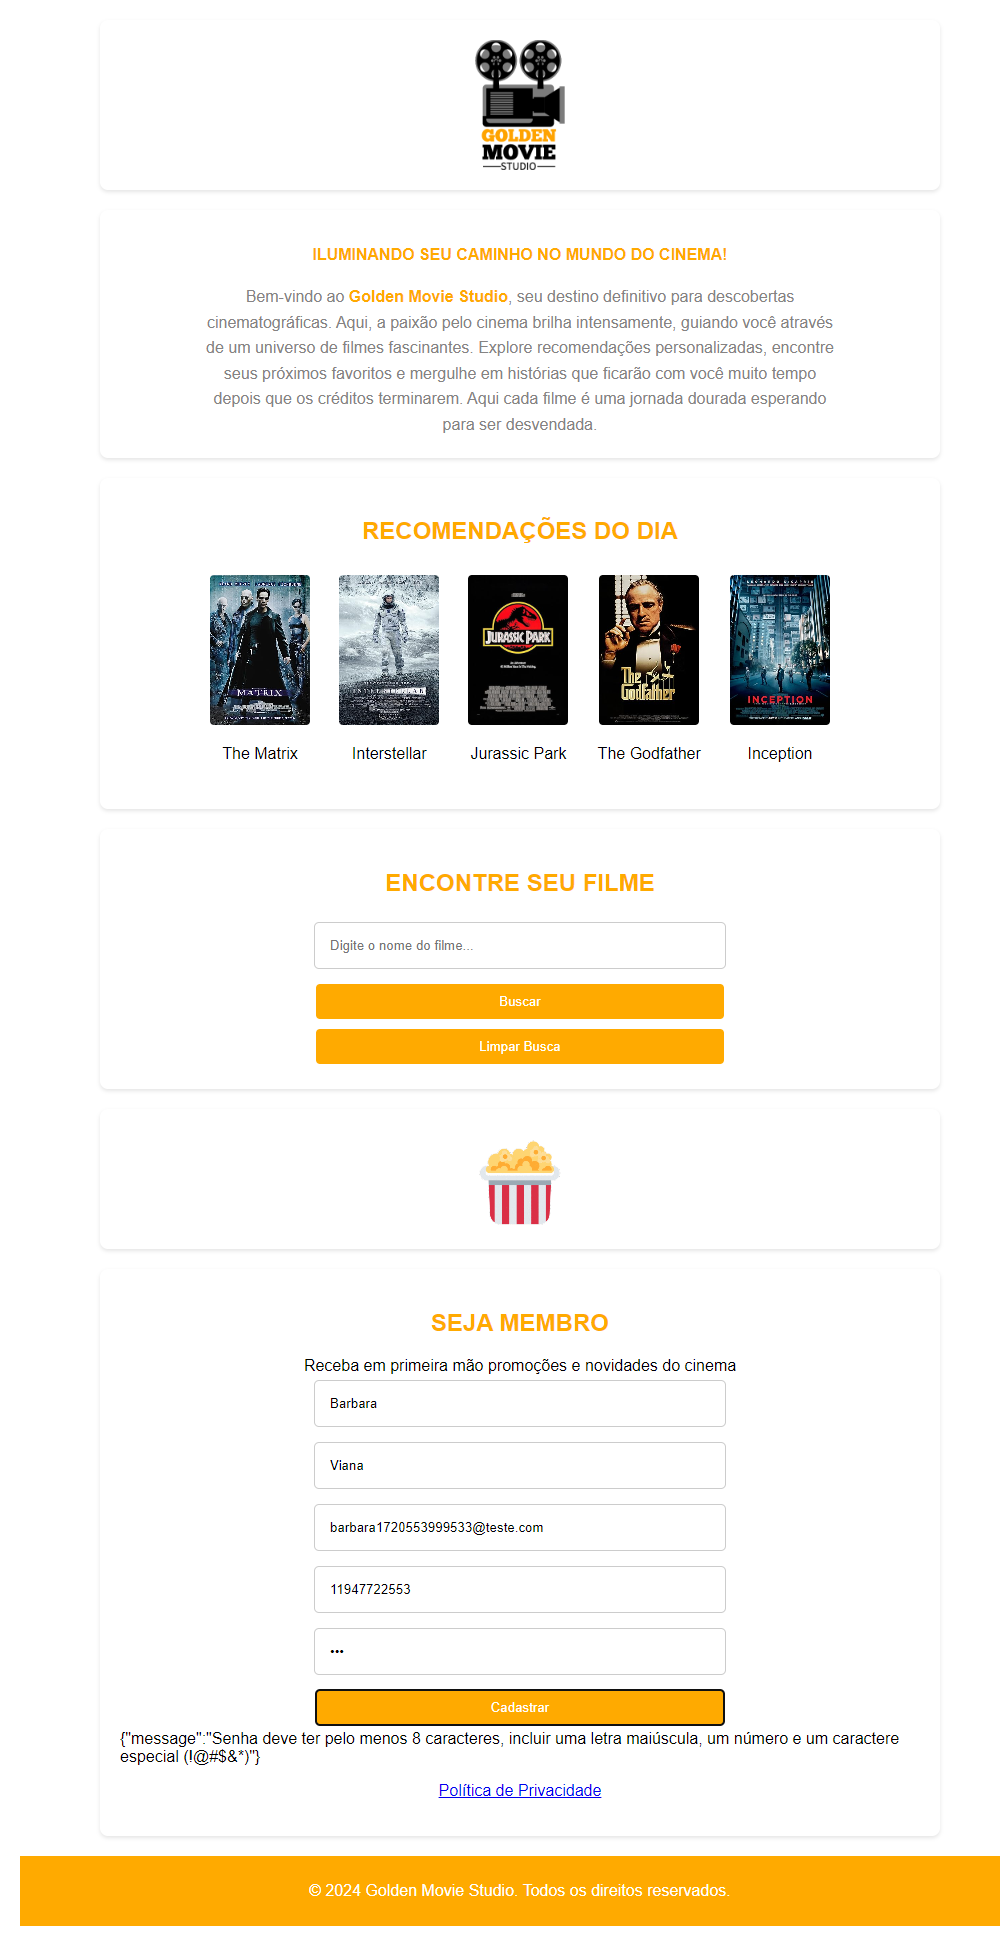 GOLDEN
MOVIE
STUDIO
ILUMINANDO SEU CAMINHO NO MUNDO DO CINEMA!
Bem-vindo ao Golden Movie Studio, seu destino definitivo para descobertas
cinematográficas. Aqui, a paixão pelo cinema brilha intensamente, guiando você através
de um universo de filmes fascinantes. Explore recomendações personalizadas, encontre
seus próximos favoritos e mergulhe em histórias que ficarão com você muito tempo
depois que os créditos terminarem. Aqui cada filme é uma jornada dourada esperando
para ser desvendada.
RECOMENDAÇÕES DO DIA
MATRIX
JURASSIC PARK
The
Godfather
INCEPTION
The Matrix
Interstellar
Jurassic Park
The Godfather
Inception
ENCONTRE SEU FILME
Digite o nome do filme...
Buscar
Limpar Busca
SEJA MEMBRO
Receba em primeira mão promoções e novidades do cinema
Barbara
Viana
barbara1720553999533@teste.com
11947722553
•••
Cadastrar
{"message":"Senha deve ter pelo menos 8 caracteres, incluir uma letra maiúscula, um número e um caractere
especial (!@#$&*)"}
Política de Privacidade
© 2024 Golden Movie Studio. Todos os direitos reservados.